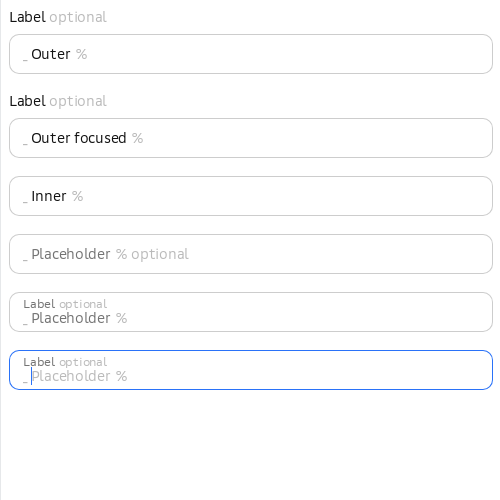 Label optional
_ Outer %
Label optional
_ Outer focused %
_ Inner %
_ Placeholder % optional
Label optional
_ Placeholder %
Label optional
_ Placeholder %